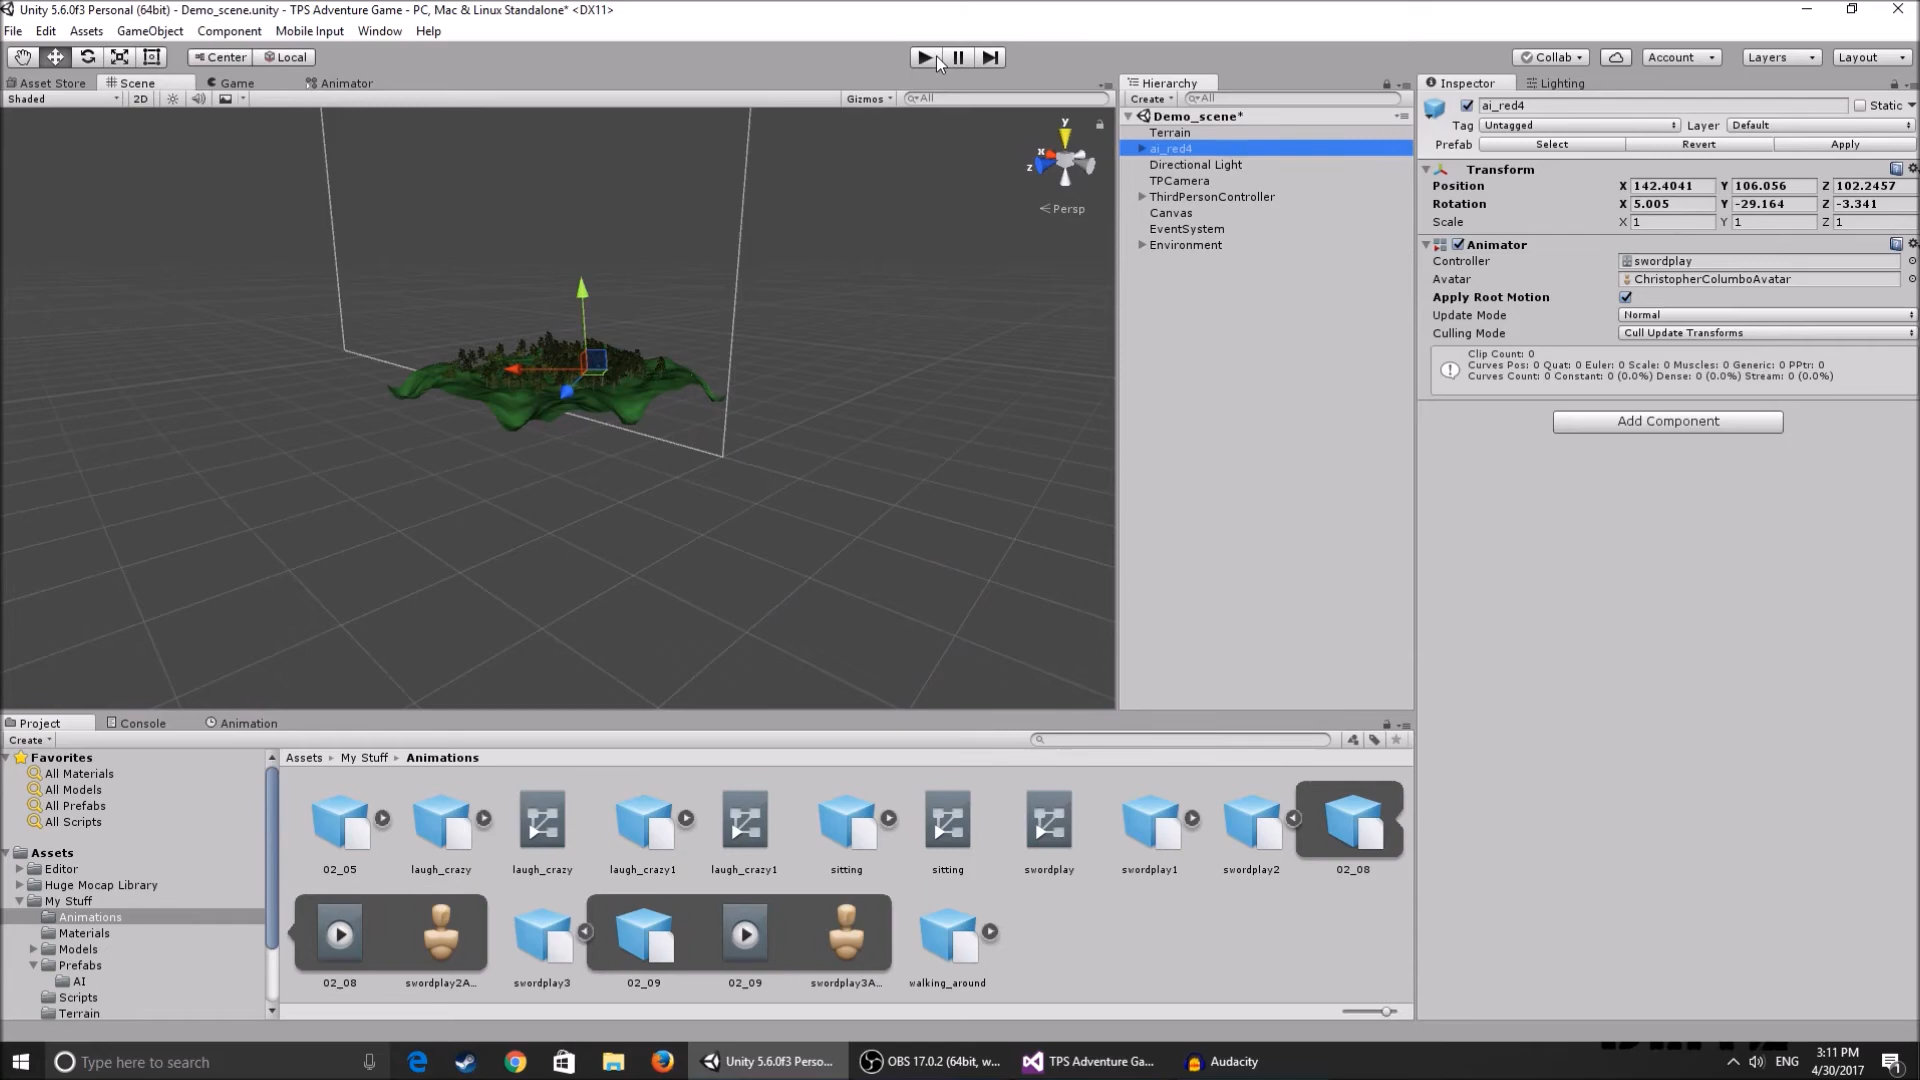 Unity 5.6.0f3 Personal (64bit) - Demo_scene.unity - TPS Adventure Game - PC, Mac & Linux Standalone* <DX11>
File Edit Assets GameObject Component Mobile Input Window Help
Center Local Collab Account Layers Layout
Asset Store Scene Game Animator
Shaded 2D Gizmos All
y
x
z
Persp
Hierarchy
Create All
Demo_scene*
Terrain
ai_red4
Directional Light
TPCamera
ThirdPersonController
Canvas
EventSystem
Environment
Inspector Lighting
ai_red4 Static
Tag Untagged Layer Default
Prefab Select Revert Apply
Transform
Position X 142.4041 Y 106.056 Z 102.2457
Rotation X 5.005 Y -29.164 Z -3.341
Scale X 1 Y 1 Z 1
Animator
Controller swordplay
Avatar ChristopherColumboAvatar
Apply Root Motion
Update Mode Normal
Culling Mode Cull Update Transforms
Clip Count: 0
Curves Pos: 0 Quat: 0 Euler: 0 Scale: 0 Muscles: 0 Generic: 0 PPtr: 0
Curves Count: 0 Constant: 0 (0.0%) Dense: 0 (0.0%) Stream: 0 (0.0%)
Add Component
Project Console Animation
Create
Favorites
All Materials
All Models
All Prefabs
All Scripts
Assets
Editor
Huge Mocap Library
My Stuff
Animations
Materials
Models
Prefabs
AI
Scripts
Terrain
Assets My Stuff Animations
02_05 laugh_crazy laugh_crazy laugh_crazy1 laugh_crazy1 sitting sitting swordplay swordplay1 swordplay2 02_08
02_08 swordplay2A... swordplay3 02_09 02_09 swordplay3A... walking_around
Type here to search
Unity 5.6.0f3 Perso... OBS 17.0.2 (64bit, w... TPS Adventure Ga... Audacity
ENG
3:11 PM
4/30/2017
1